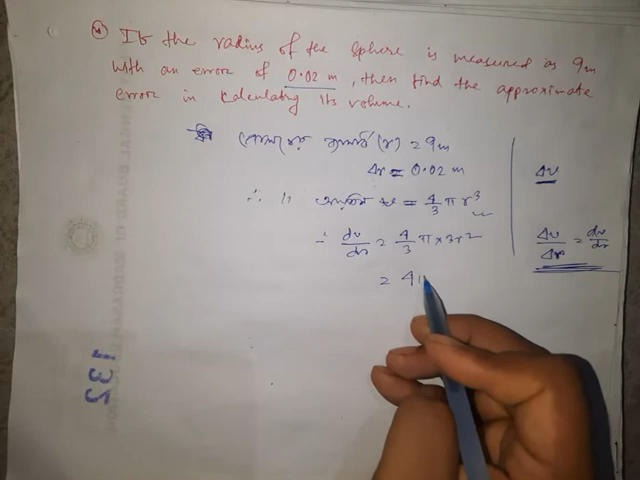 If the radius of the sphere is measured as 9m
with an error of 0.02 m, then find the approximate
error in calculating its volume.
গোলকের ব্যাসার্ধ (r) = 9m
Δr = 0.02 m
∴ আয়তন v = 4/3 π r³
∴ dv/dr = 4/3 π × 3r²
= 4π
Δv
Δv/Δr = dv/dr
133